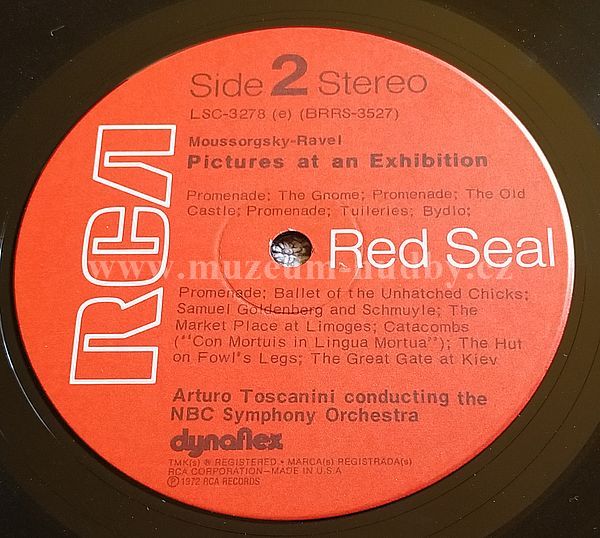 Side 2 Stereo
LSC-3278 (e) (BRRS-3527)
Moussorgsky-Ravel
Pictures at an Exhibition
Promenade; The Gnome; Promenade; The Old
Castle; Promenade; Tuileries; Bydlo;
RCA
Red Seal
www.muzeum-hudby.cz
Promenade; Ballet of the Unhatched Chicks;
Samuel Goldenberg and Schmuyle; The
Market Place at Limoges; Catacombs
("Con Mortuis in Lingua Mortua"); The Hut
on Fowl's Legs; The Great Gate at Kiev
Arturo Toscanini conducting the
NBC Symphony Orchestra
dynaflex
TMK(s) ® REGISTERED • MARCA(s) REGISTRADA(s)
RCA CORPORATION—MADE IN U.S.A
℗ 1972 RCA RECORDS